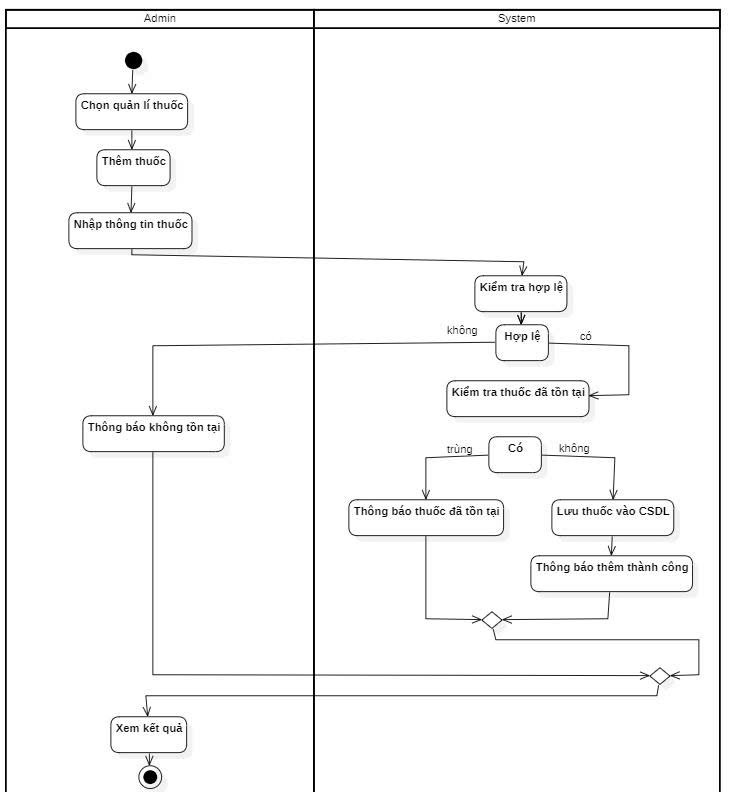 Admin
System
Chọn quản lí thuốc
Thêm thuốc
Nhập thông tin thuốc
Kiểm tra hợp lệ
không
Hợp lệ
có
Kiểm tra thuốc đã tồn tại
Thông báo không tồn tại
trùng
Có
không
Thông báo thuốc đã tồn tại
Lưu thuốc vào CSDL
Thông báo thêm thành công
Xem kết quả